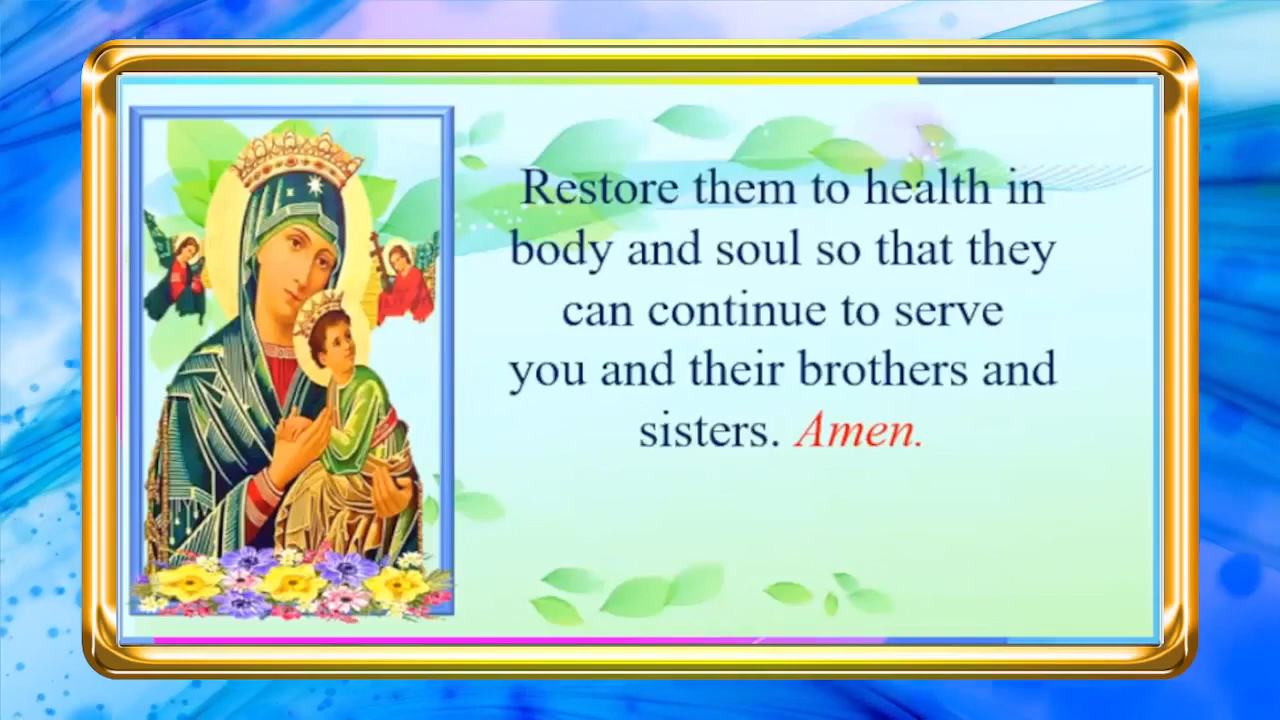 Restore them to health in
body and soul so that they
can continue to serve
you and their brothers and
sisters. Amen.